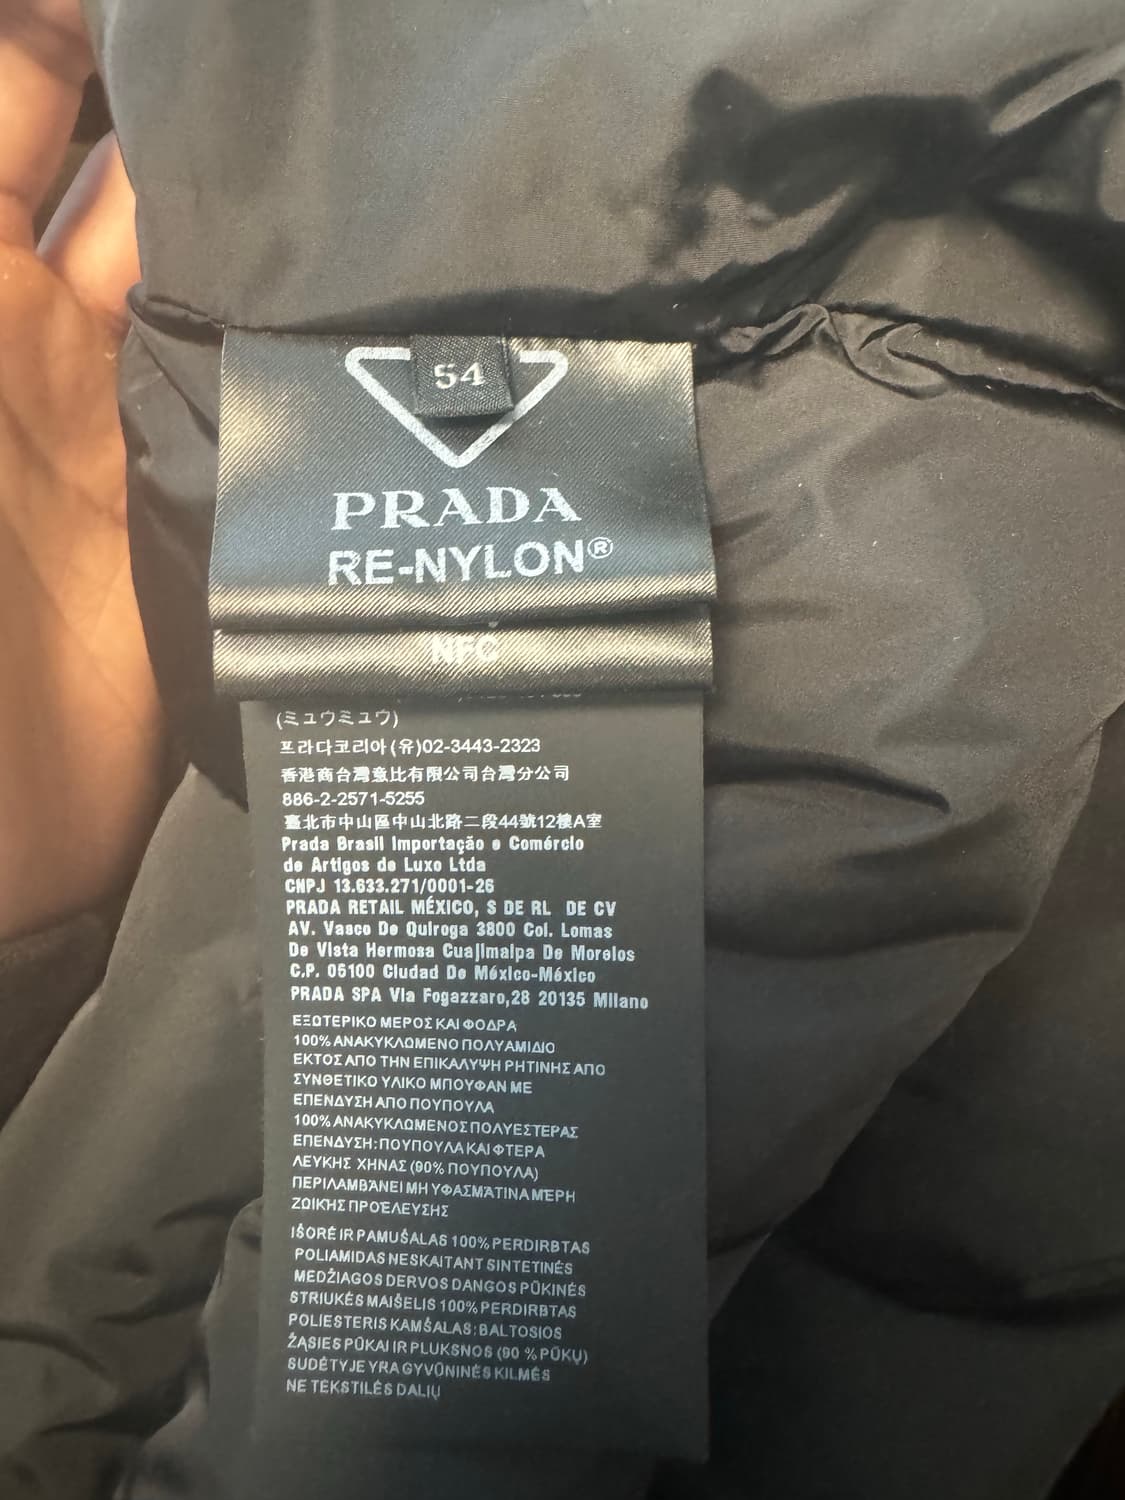 54
PRADA
RE-NYLON®
NFC
(ミュウミュウ)
프라다코리아(유)02-3443-2323
香港商台灣意比有限公司台灣分公司
886-2-2571-5255
臺北市中山區中山北路二段44號12樓A室
Prada Brasil Importação e Comércio
de Artigos de Luxo Ltda
CNPJ 13.633.271/0001-26
PRADA RETAIL MÉXICO, S DE RL DE CV
AV. Vasco De Quiroga 3800 Col. Lomas
De Vista Hermosa Cuajimalpa De Morelos
C.P. 05100 Ciudad De México-México
PRADA SPA Via Fogazzaro,28 20135 Milano
ΕΞΩΤΕΡΙΚΟ ΜΕΡΟΣ ΚΑΙ ΦΟΔΡΑ
100% ΑΝΑΚΥΚΛΩΜΕΝΟ ΠΟΛΥΑΜΙΔΙΟ
ΕΚΤΟΣ ΑΠΟ ΤΗΝ ΕΠΙΚΑΛΥΨΗ ΡΗΤΙΝΗΣ ΑΠΟ
ΣΥΝΘΕΤΙΚΟ ΥΛΙΚΟ ΜΠΟΥΦΑΝ ΜΕ
ΕΠΕΝΔΥΣΗ ΑΠΟ ΠΟΥΠΟΥΛΑ
100% ΑΝΑΚΥΚΛΩΜΕΝΟΣ ΠΟΛΥΕΣΤΕΡΑΣ
ΕΠΕΝΔΥΣΗ: ΠΟΥΠΟΥΛΑ ΚΑΙ ΦΤΕΡΑ
ΛΕΥΚΗΣ ΧΗΝΑΣ (90% ΠΟΥΠΟΥΛΑ)
ΠΕΡΙΛΑΜΒΆΝΕΙ ΜΗ ΥΦΑΣΜΆΤΙΝΑ ΜΈΡΗ
ΖΩΙΚΉΣ ΠΡΟΈΛΕΥΣΗΣ
IŠORĖ IR PAMUŠALAS 100% PERDIRBTAS
POLIAMIDAS NESKAITANT SINTETINĖS
MEDŽIAGOS DERVOS DANGOS PŪKINĖS
STRIUKĖS MAIŠELIS 100% PERDIRBTAS
POLIESTERIS KAMŠALAS: BALTOSIOS
ŽĄSIES PŪKAI IR PLUKSNOS (90 % PŪKŲ)
SUDĖTYJE YRA GYVŪNINĖS KILMĖS
NE TEKSTILĖS DALIŲ